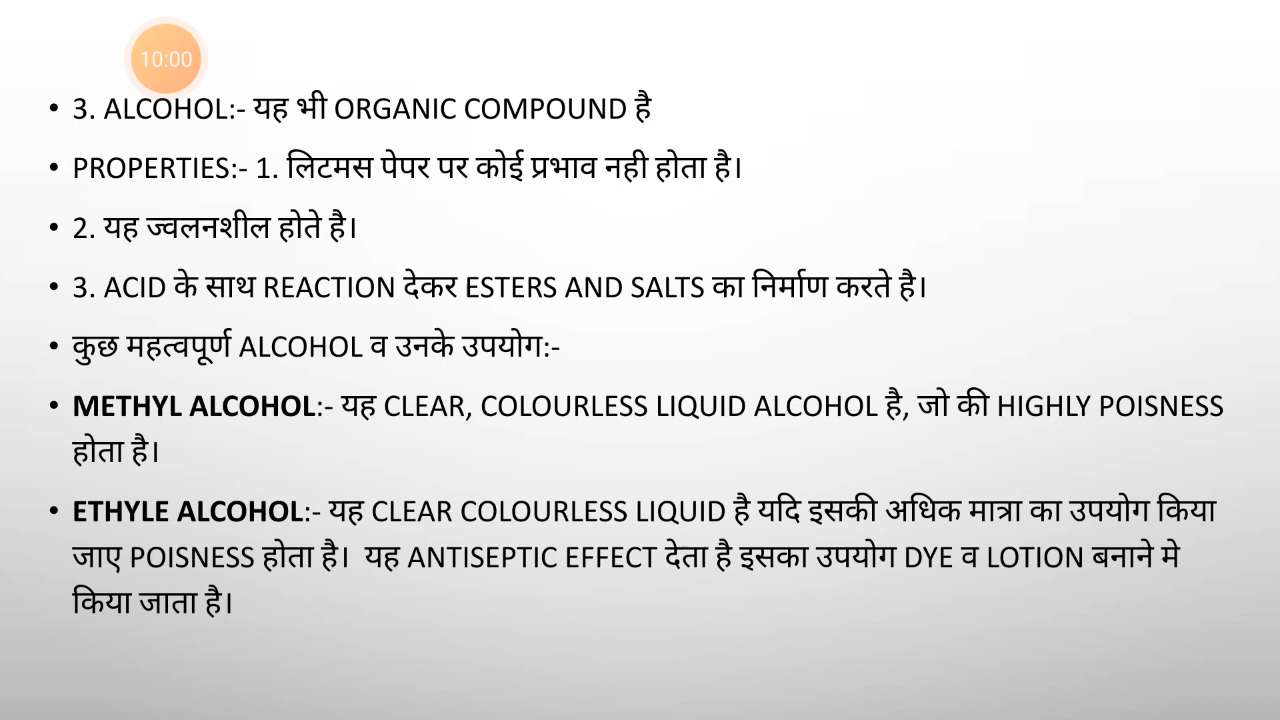 10:00
• 3. ALCOHOL:- यह भी ORGANIC COMPOUND है
• PROPERTIES:- 1. लिटमस पेपर पर कोई प्रभाव नही होता है।
• 2. यह ज्वलनशील होते है।
• 3. ACID के साथ REACTION देकर ESTERS AND SALTS का निर्माण करते है।
• कुछ महत्वपूर्ण ALCOHOL व उनके उपयोग:-
• METHYL ALCOHOL:- यह CLEAR, COLOURLESS LIQUID ALCOHOL है, जो की HIGHLY POISNESS
होता है।
• ETHYLE ALCOHOL:- यह CLEAR COLOURLESS LIQUID है यदि इसकी अधिक मात्रा का उपयोग किया
जाए POISNESS होता है। यह ANTISEPTIC EFFECT देता है इसका उपयोग DYE व LOTION बनाने मे
किया जाता है।